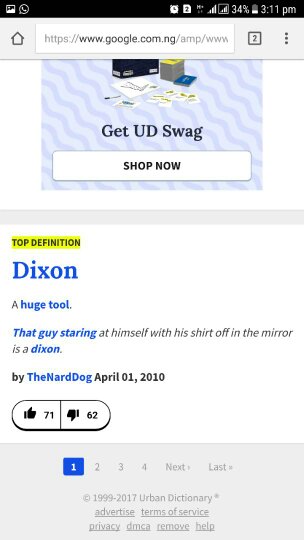 34% 3:11 pm
https://www.google.com.ng/amp/www
2
Get UD Swag
SHOP NOW
TOP DEFINITION
Dixon
A huge tool.
That guy staring at himself with his shirt off in the mirror
is a dixon.
by TheNardDog April 01, 2010
71 62
1 2 3 4 Next › Last »
© 1999-2017 Urban Dictionary ®
advertise terms of service
privacy dmca remove help